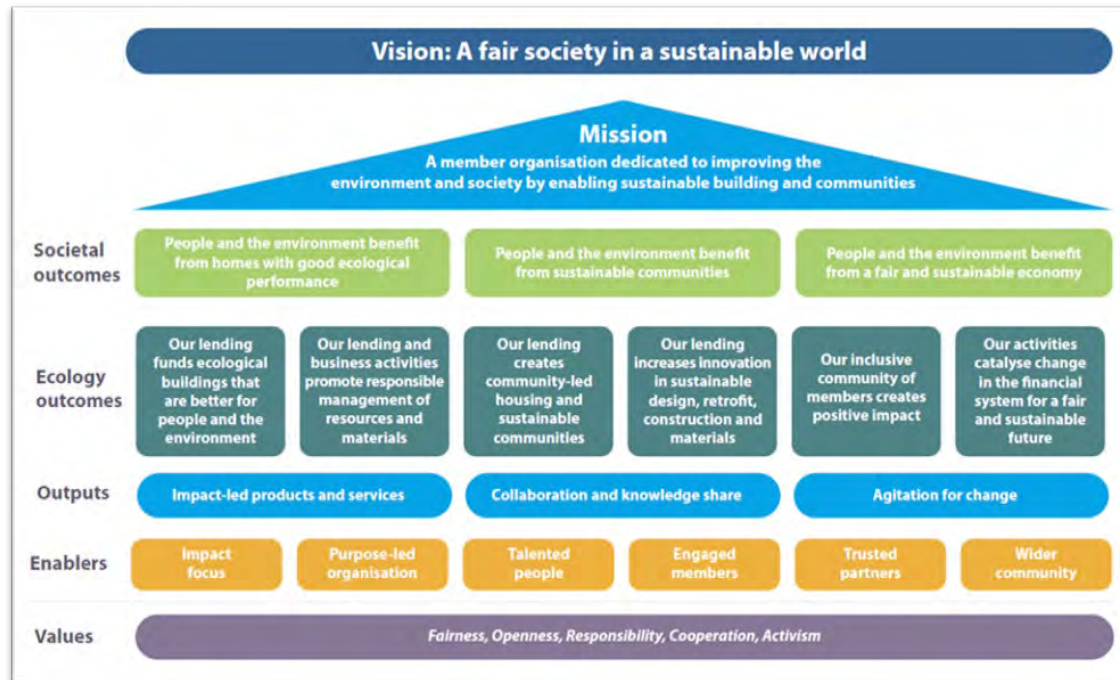 Vision: A fair society in a sustainable world
Mission
A member organisation dedicated to improving the
environment and society by enabling sustainable building and communities
Societal
outcomes
People and the environment benefit
from homes with good ecological
performance
People and the environment benefit
from sustainable communities
People and the environment benefit
from a fair and sustainable economy
Ecology
outcomes
Our lending
funds ecological
buildings that
are better for
people and the
environment
Our lending and
business activities
promote responsible
management of
resources and
materials
Our lending
creates
community-led
housing and
sustainable
communities
Our lending
increases innovation
in sustainable
design, retrofit,
construction and
materials
Our inclusive
community of
members creates
positive impact
Our activities
catalyse change
in the financial
system for a fair
and sustainable
future
Outputs
Impact-led products and services
Collaboration and knowledge share
Agitation for change
Enablers
Impact
focus
Purpose-led
organisation
Talented
people
Engaged
members
Trusted
partners
Wider
community
Values
Fairness, Openness, Responsibility, Cooperation, Activism